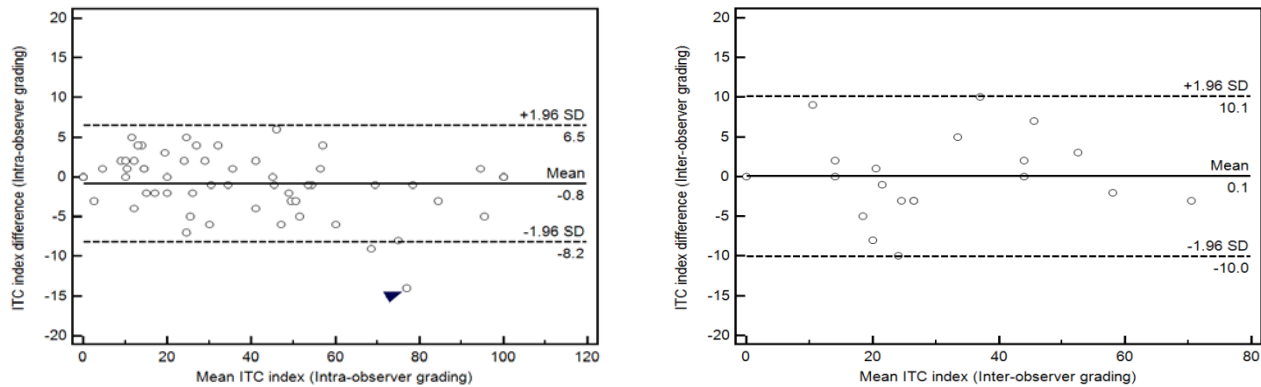 ITC index difference (Intra-observer grading)
20
15
10
5
0
-5
-10
-15
-20
+1.96 SD
6.5
Mean
-0.8
-1.96 SD
-8.2
0 20 40 60 80 100 120
Mean ITC index (Intra-observer grading)
ITC index difference (Inter-observer grading)
20
15
10
5
0
-5
-10
-15
-20
+1.96 SD
10.1
Mean
0.1
-1.96 SD
-10.0
0 20 40 60 80
Mean ITC index (Inter-observer grading)